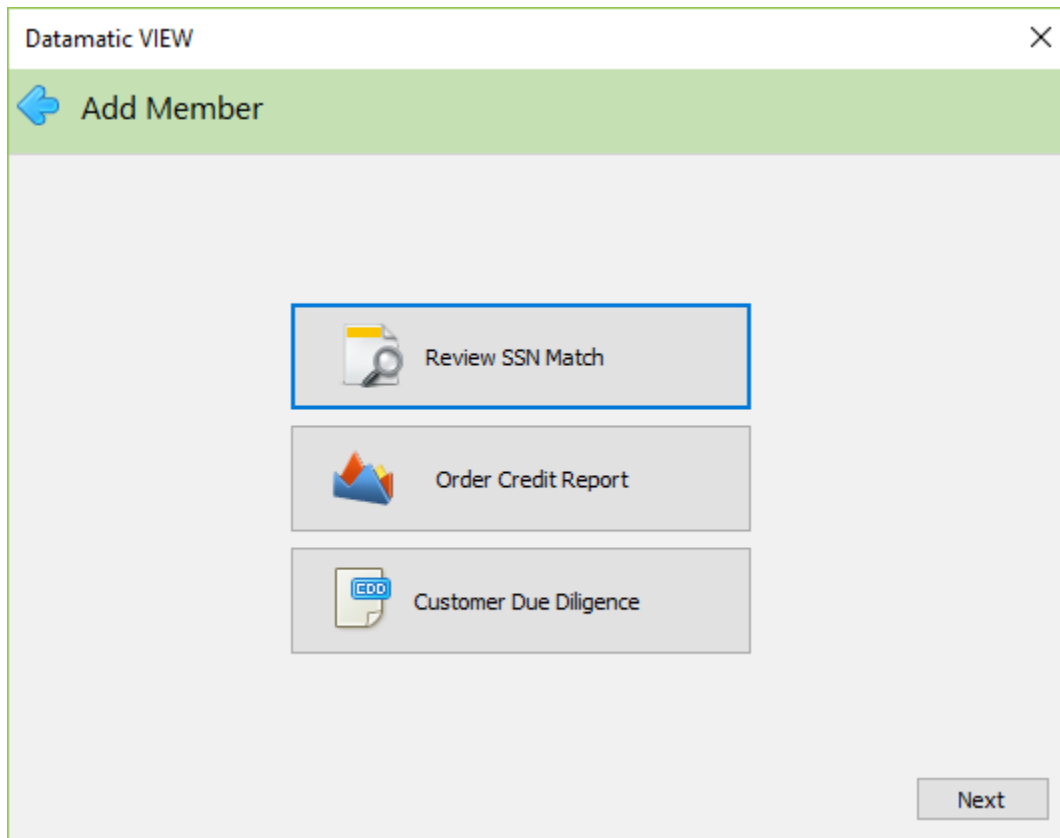 Datamatic VIEW
Add Member
Review SSN Match
Order Credit Report
CDD
Customer Due Diligence
Next